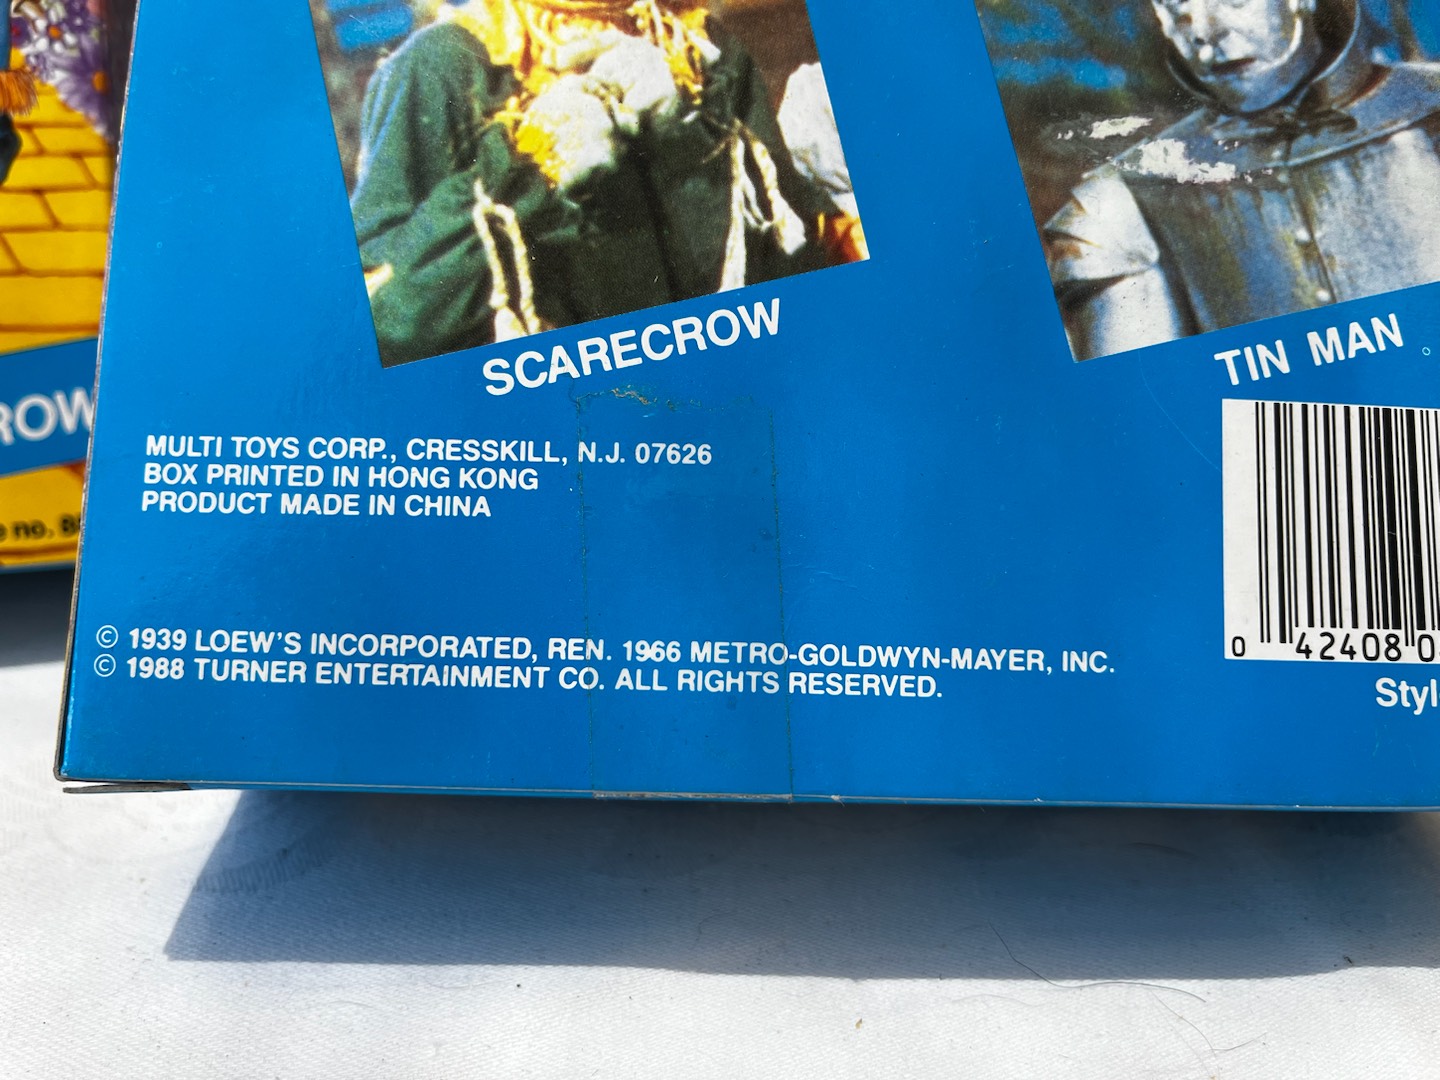 SCARECROW
TIN MAN
ROW
MULTI TOYS CORP., CRESSKILL, N.J. 07626
BOX PRINTED IN HONG KONG
PRODUCT MADE IN CHINA
no.
© 1939 LOEW'S INCORPORATED, REN. 1966 METRO-GOLDWYN-MAYER, INC.
© 1988 TURNER ENTERTAINMENT CO. ALL RIGHTS RESERVED.
0 42408 0
Styl